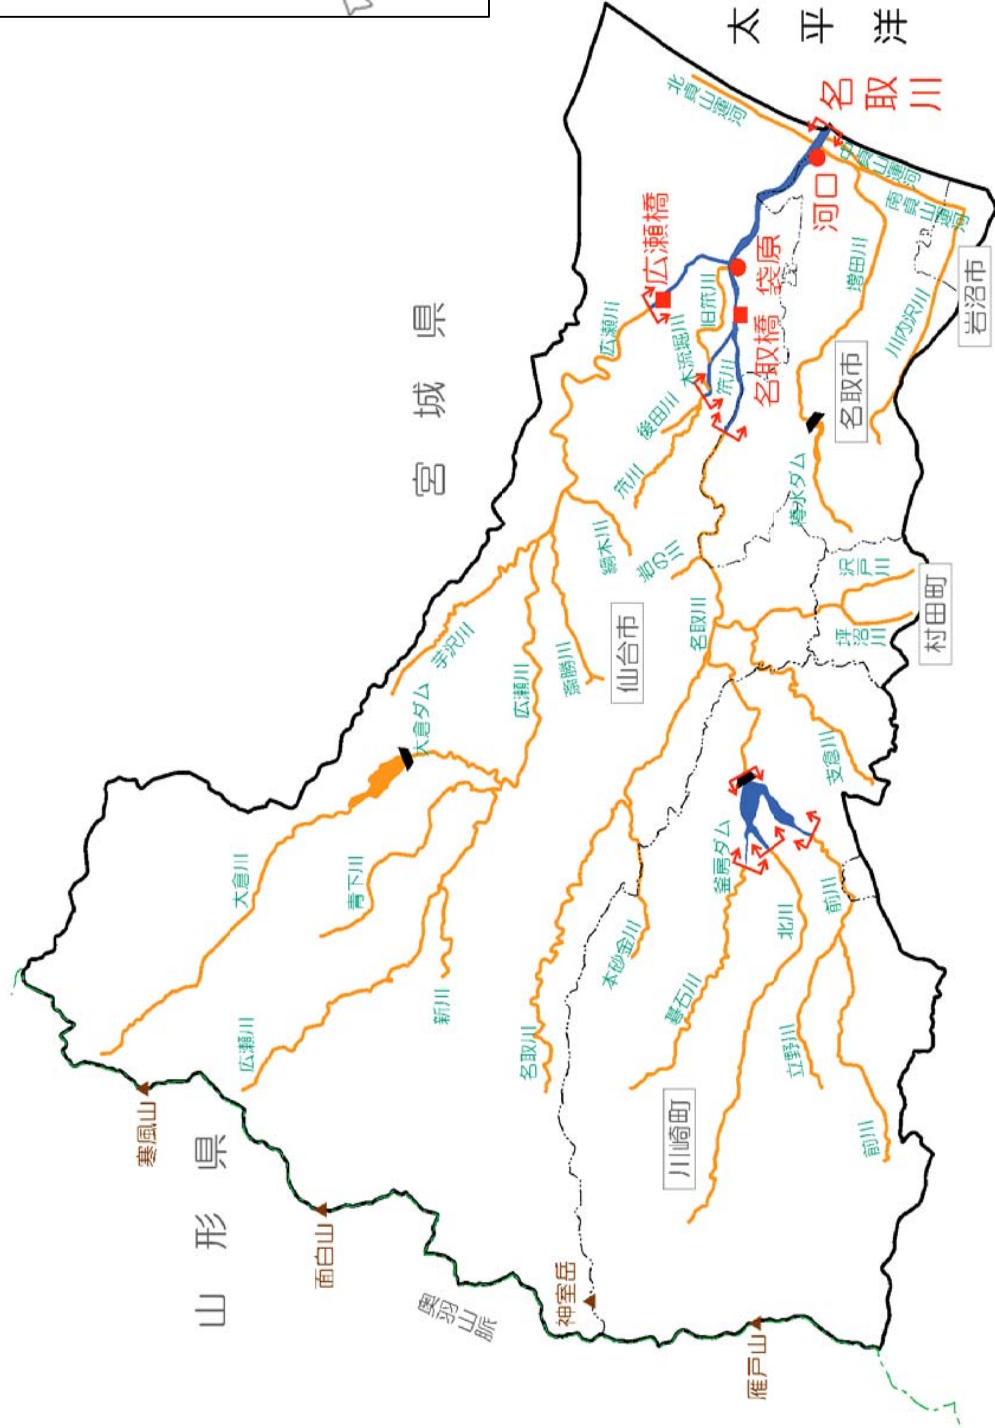 太平洋
宮城県
山形県
奥羽山脈
寒風山
面白山
神室岳
雁戸山
名取川
河口
広瀬橋
袋原
名取橋
北貞山運河
中貞山運河
南貞山運河
増田川
川内沢川
岩沼市
名取市
樽水ダム
広瀬川
旧笊川
木流堀川
笊川
後田川
笊川
綱木川
名取川
沢戸川
坪沼川
村田町
仙台市
芋沢川
広瀬川
斎勝川
大倉ダム
大倉川
青下川
新川
広瀬川
名取川
本砂金川
釜房ダム
支倉川
北川
前川
碁石川
立野川
川崎町
前川